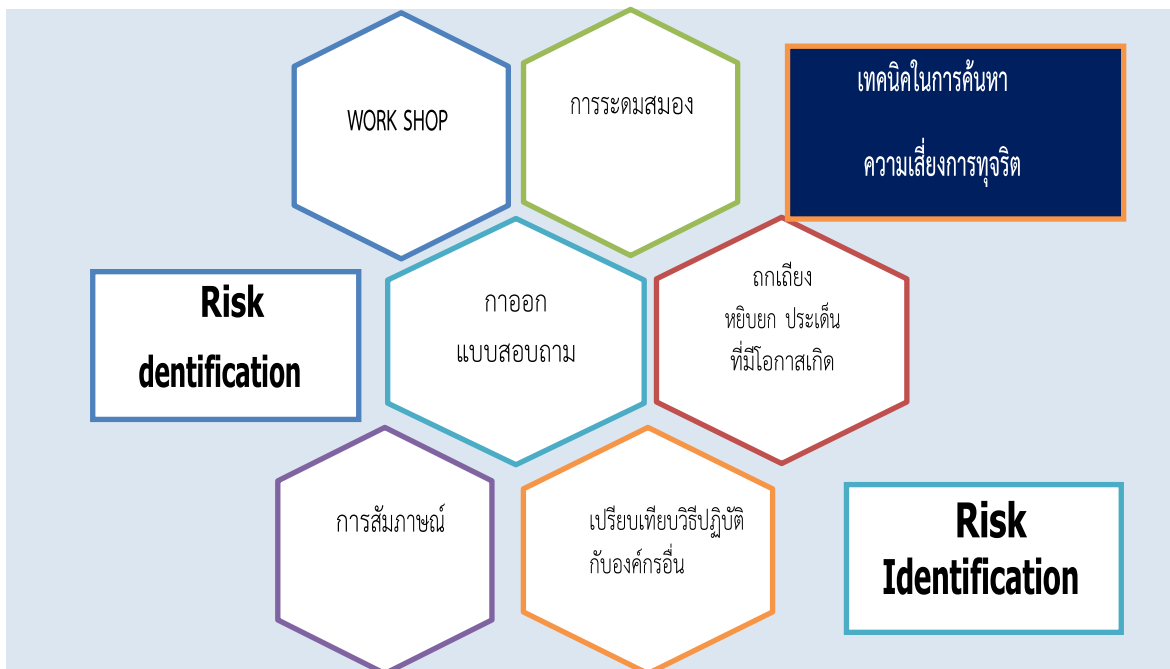 WORK SHOP
การระดมสมอง
เทคนิคในการค้นหา
ความเสี่ยงการทุจริต
Risk
dentification
กาออก
แบบสอบถาม
ถกเถียง
หยิบยก ประเด็น
ที่มีโอกาสเกิด
การสัมภาษณ์
เปรียบเทียบวิธีปฏิบัติ
กับองค์กรอื่น
Risk
Identification